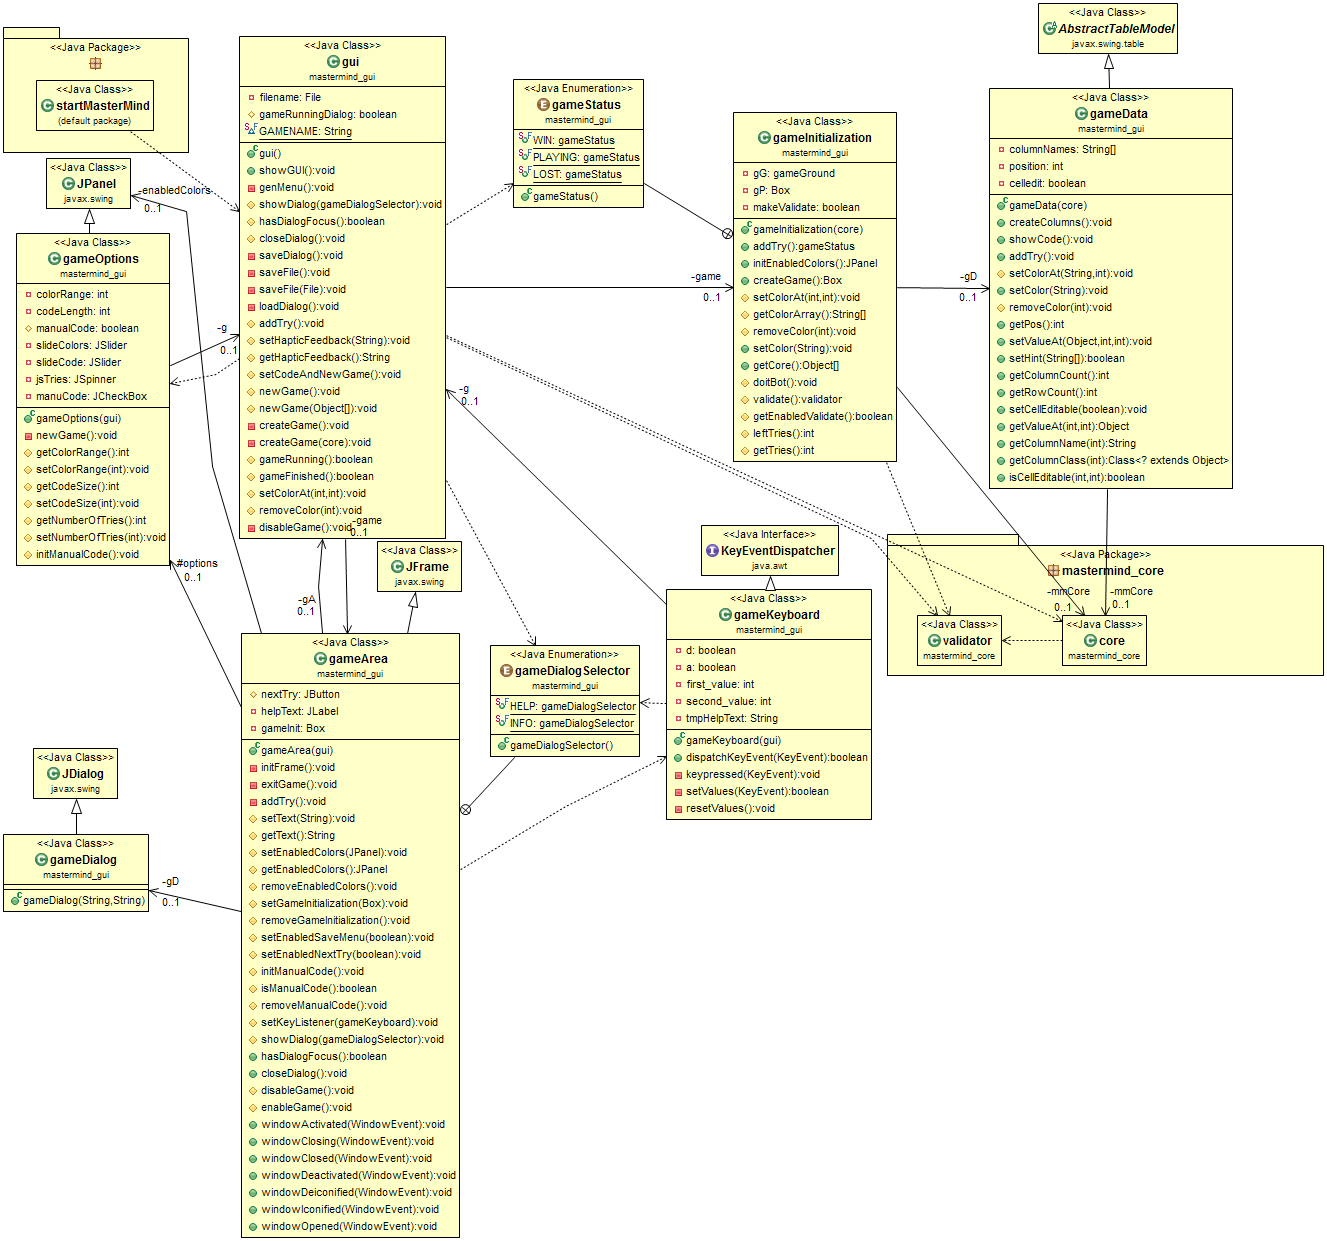 <<Java Package>>
<<Java Class>>
startMasterMind
(default package)
<<Java Class>>
JPanel
javax.swing
-enabledColors
0..1
<<Java Class>>
gameOptions
mastermind_gui
colorRange: int
codeLength: int
manualCode: boolean
slideColors: JSlider
slideCode: JSlider
jsTries: JSpinner
manuCode: JCheckBox
gameOptions(gui)
newGame():void
getColorRange():int
setColorRange(int):void
getCodeSize():int
setCodeSize(int):void
getNumberOfTries():int
setNumberOfTries(int):void
initManualCode():void
-g
0..1
#options
0..1
<<Java Class>>
gui
mastermind_gui
filename: File
gameRunningDialog: boolean
GAMENAME: String
gui()
showGUI():void
genMenu():void
showDialog(gameDialogSelector):void
hasDialogFocus():boolean
closeDialog():void
saveDialog():void
saveFile():void
saveFile(File):void
loadDialog():void
addTry():void
setHapticFeedback(String):void
getHapticFeedback():String
setCodeAndNewGame():void
newGame():void
newGame(Object[]):void
createGame():void
createGame(core):void
gameRunning():boolean
gameFinished():boolean
setColorAt(int,int):void
removeColor(int):void
disableGame():void
-game
0..1
<<Java Class>>
JFrame
javax.swing
-gA
0..1
<<Java Enumeration>>
gameStatus
mastermind_gui
WIN: gameStatus
PLAYING: gameStatus
LOST: gameStatus
gameStatus()
-game
0..1
-g
0..1
<<Java Class>>
gameInitialization
mastermind_gui
gG: gameGround
gP: Box
makeValidate: boolean
gameInitialization(core)
addTry():gameStatus
initEnabledColors():JPanel
createGame():Box
setColorAt(int,int):void
getColorArray():String[]
removeColor(int):void
setColor(String):void
getCore():Object[]
doitBot():void
validate():validator
getEnabledValidate():boolean
leftTries():int
getTries():int
-gD
0..1
<<Java Class>>
AbstractTableModel
javax.swing.table
<<Java Class>>
gameData
mastermind_gui
columnNames: String[]
position: int
celledit: boolean
gameData(core)
createColumns():void
showCode():void
addTry():void
setColorAt(String,int):void
setColor(String):void
removeColor(int):void
getPos():int
setValueAt(Object,int,int):void
setHint(String[]):boolean
getColumnCount():int
getRowCount():int
setCellEditable(boolean):void
getValueAt(int,int):Object
getColumnName(int):String
getColumnClass(int):Class<? extends Object>
isCellEditable(int,int):boolean
<<Java Package>>
mastermind_core
-mmCore
0..1
-mmCore
0..1
<<Java Class>>
validator
mastermind_core
<<Java Class>>
core
mastermind_core
<<Java Interface>>
KeyEventDispatcher
java.awt
<<Java Class>>
gameKeyboard
mastermind_gui
d: boolean
a: boolean
first_value: int
second_value: int
tmpHelpText: String
gameKeyboard(gui)
dispatchKeyEvent(KeyEvent):boolean
keypressed(KeyEvent):void
setValues(KeyEvent):boolean
resetValues():void
<<Java Enumeration>>
gameDialogSelector
mastermind_gui
HELP: gameDialogSelector
INFO: gameDialogSelector
gameDialogSelector()
<<Java Class>>
gameArea
mastermind_gui
nextTry: JButton
helpText: JLabel
gameInit: Box
gameArea(gui)
initFrame():void
exitGame():void
addTry():void
setText(String):void
getText():String
setEnabledColors(JPanel):void
getEnabledColors():JPanel
removeEnabledColors():void
setGameInitialization(Box):void
removeGameInitialization():void
setEnabledSaveMenu(boolean):void
setEnabledNextTry(boolean):void
initManualCode():void
isManualCode():boolean
removeManualCode():void
setKeyListener(gameKeyboard):void
showDialog(gameDialogSelector):void
hasDialogFocus():boolean
closeDialog():void
disableGame():void
enableGame():void
windowActivated(WindowEvent):void
windowClosing(WindowEvent):void
windowClosed(WindowEvent):void
windowDeactivated(WindowEvent):void
windowDeiconified(WindowEvent):void
windowIconified(WindowEvent):void
windowOpened(WindowEvent):void
<<Java Class>>
JDialog
javax.swing
<<Java Class>>
gameDialog
mastermind_gui
gameDialog(String,String)
-gD
0..1